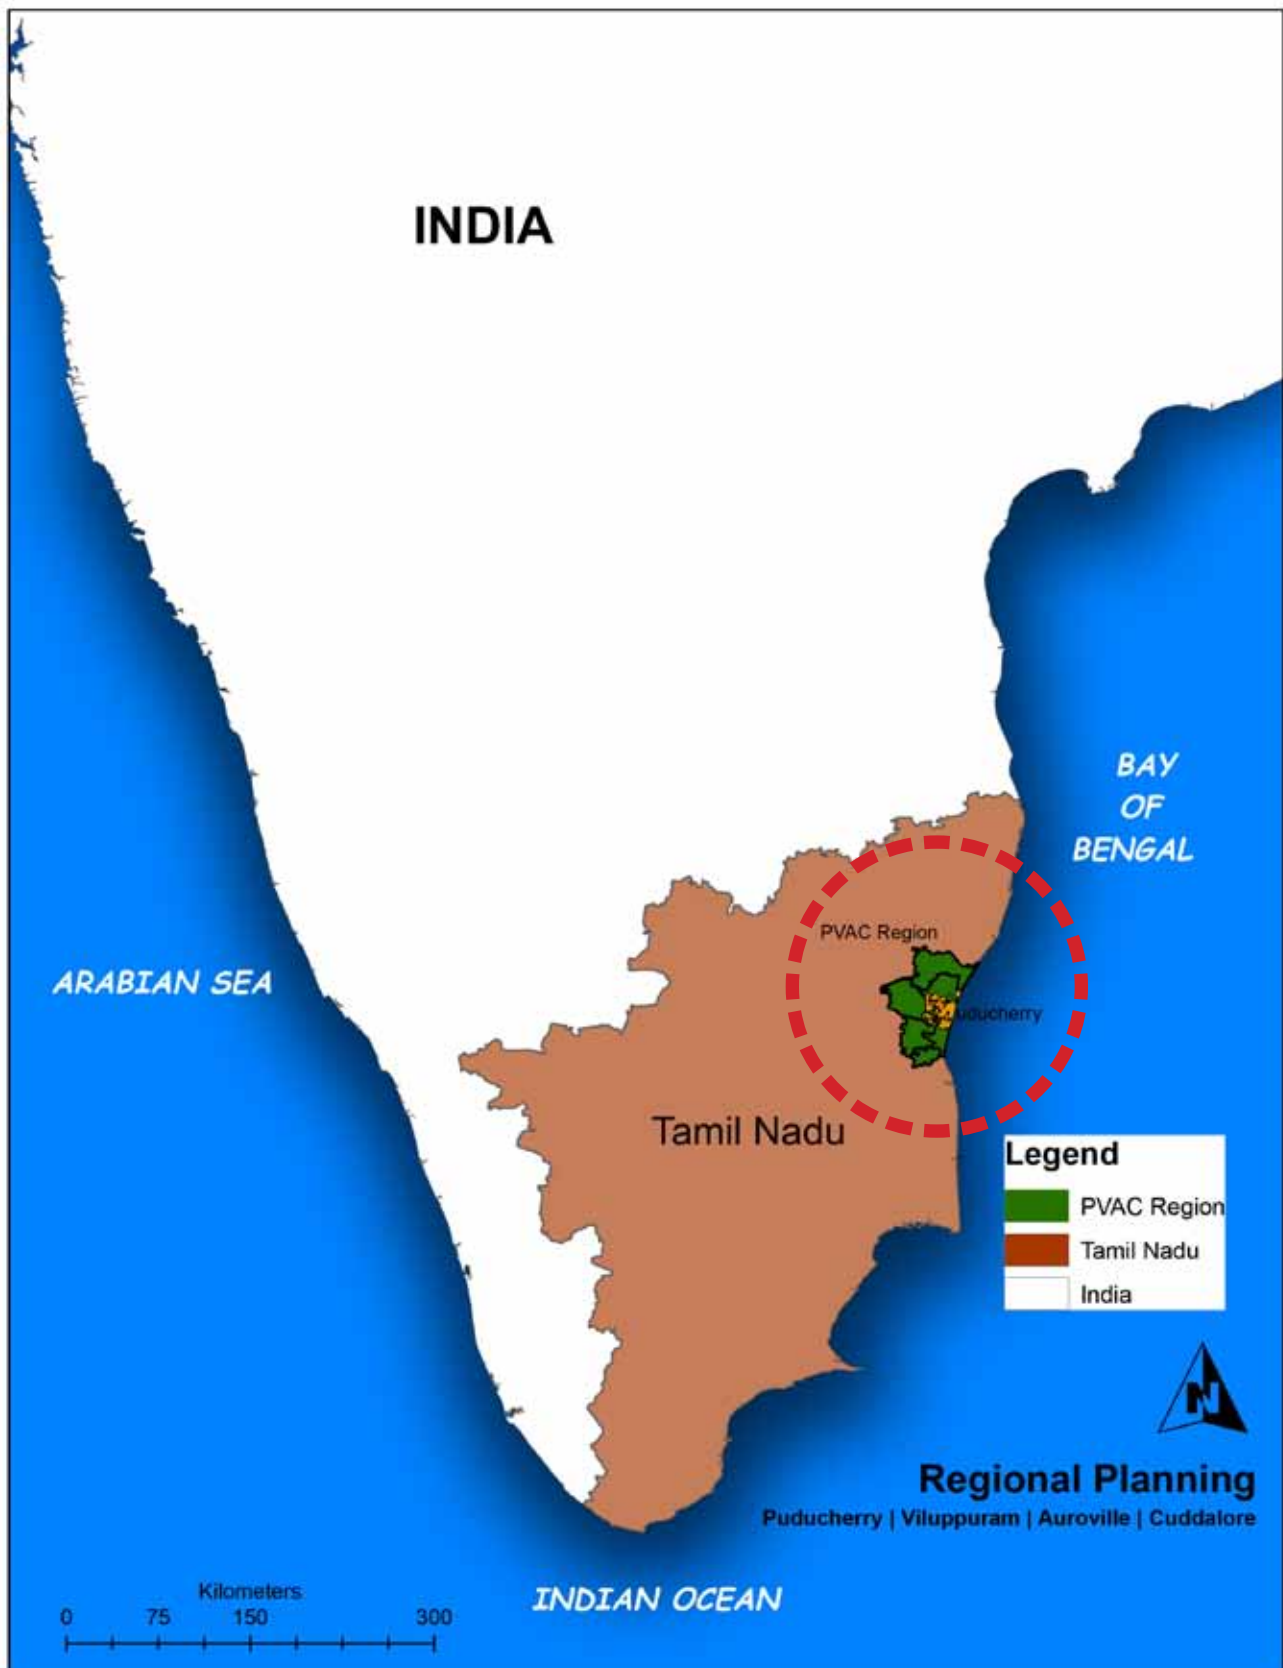 INDIA
BAY
OF
BENGAL
PVAC Region
ARABIAN SEA
uducherry
Tamil Nadu
Legend
PVAC Region
Tamil Nadu
India
N
Regional Planning
Puducherry | Viluppuram | Auroville | Cuddalore
Kilometers
0 75 150 300
INDIAN OCEAN